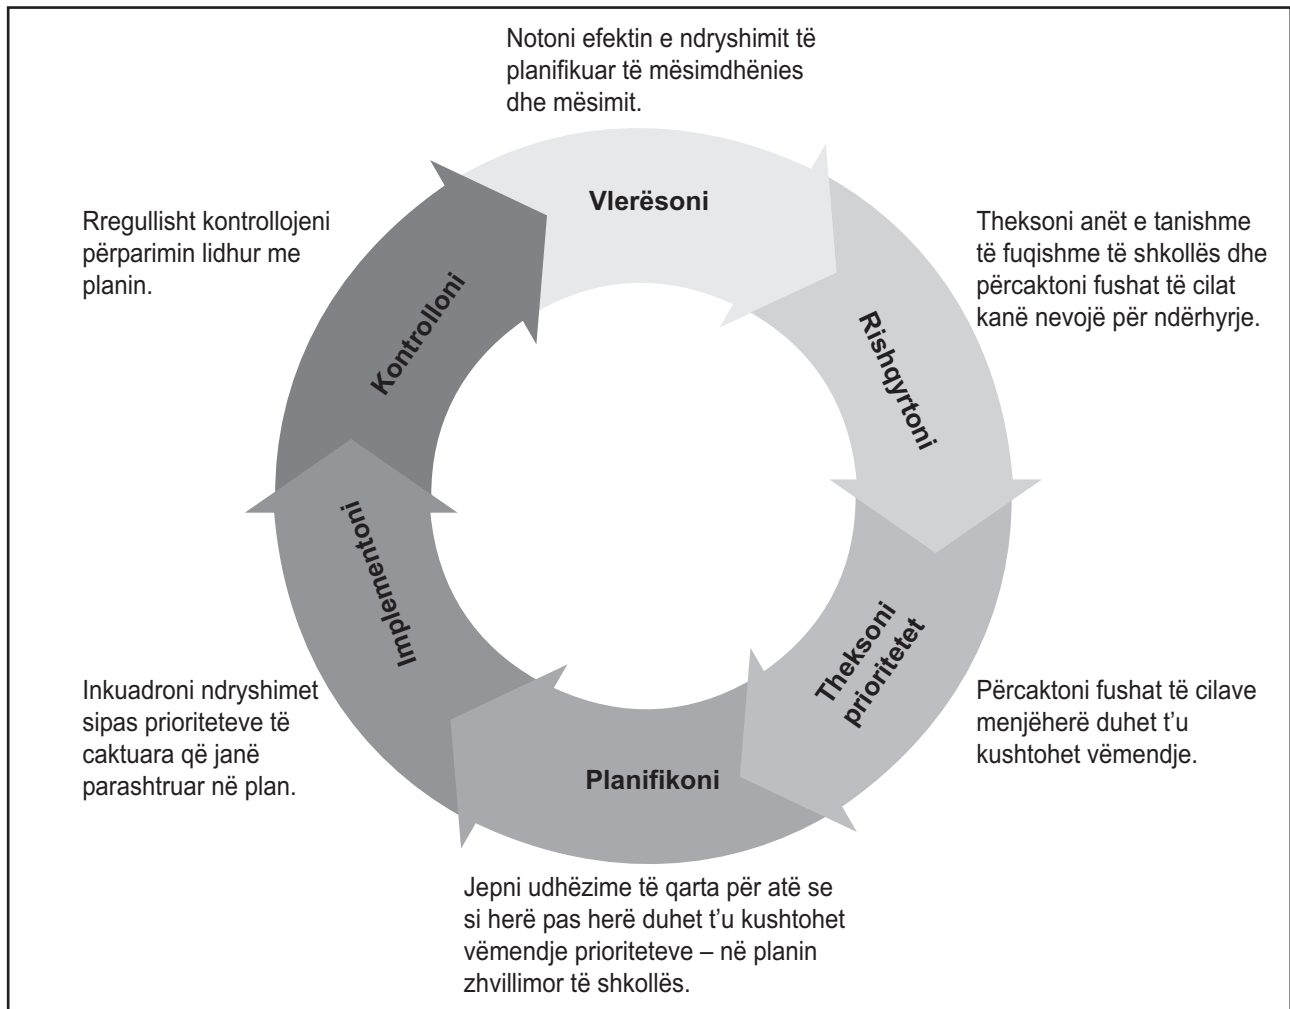 Notoni efektin e ndryshimit të
planifikuar të mësimdhënies
dhe mësimit.
Vlerësoni
Theksoni anët e tanishme
të fuqishme të shkollës dhe
përcaktoni fushat të cilat
kanë nevojë për ndërhyrje.
Rishqyrtoni
Theksoni
prioritetet
Përcaktoni fushat të cilave
menjëherë duhet t’u
kushtohet vëmendje.
Planifikoni
Jepni udhëzime të qarta për atë se
si herë pas herë duhet t’u kushtohet
vëmendje prioriteteve – në planin
zhvillimor të shkollës.
Implementoni
Inkuadroni ndryshimet
sipas prioriteteve të
caktuara që janë
parashtruar në plan.
Kontrolloni
Rregullisht kontrollojeni
përparimin lidhur me
planin.